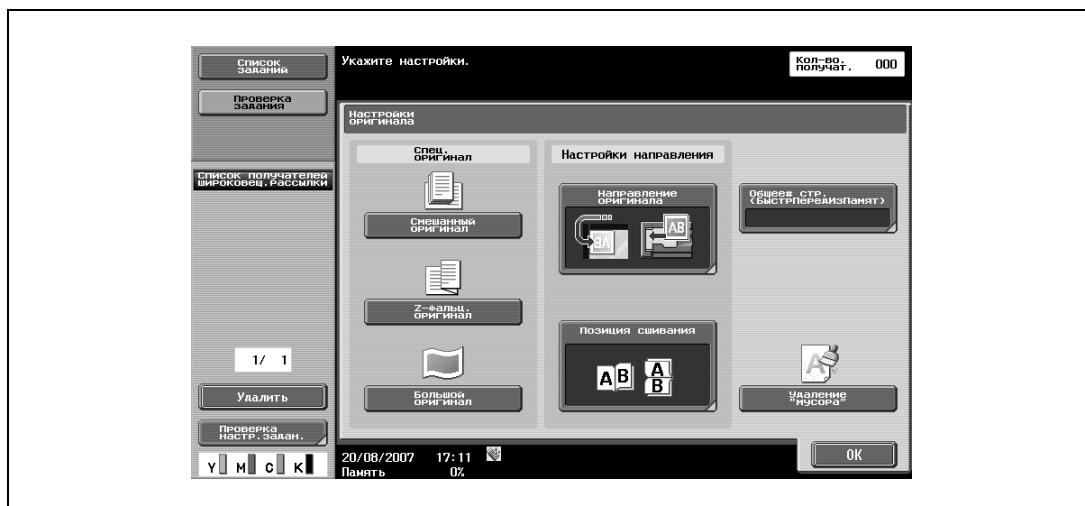 Список
заданий
Проверка
задания
Список получателей
широковещ.рассылки
1/ 1
Удалить
Проверка
настр.задан.
Y M C K
Укажите настройки.
Кол-во.
получат. 000
Настройки
оригинала
Спец.
оригинал
Смешанный
оригинал
Z-фальц.
оригинал
Большой
оригинал
Настройки направления
Направление
оригинала
AB
AB
Позиция сшивания
A B
A
B
Общее# стр.
(БыстрПередИзПамят)
A
Удаление
"мусора"
20/08/2007 17:11
Память 0%
OK